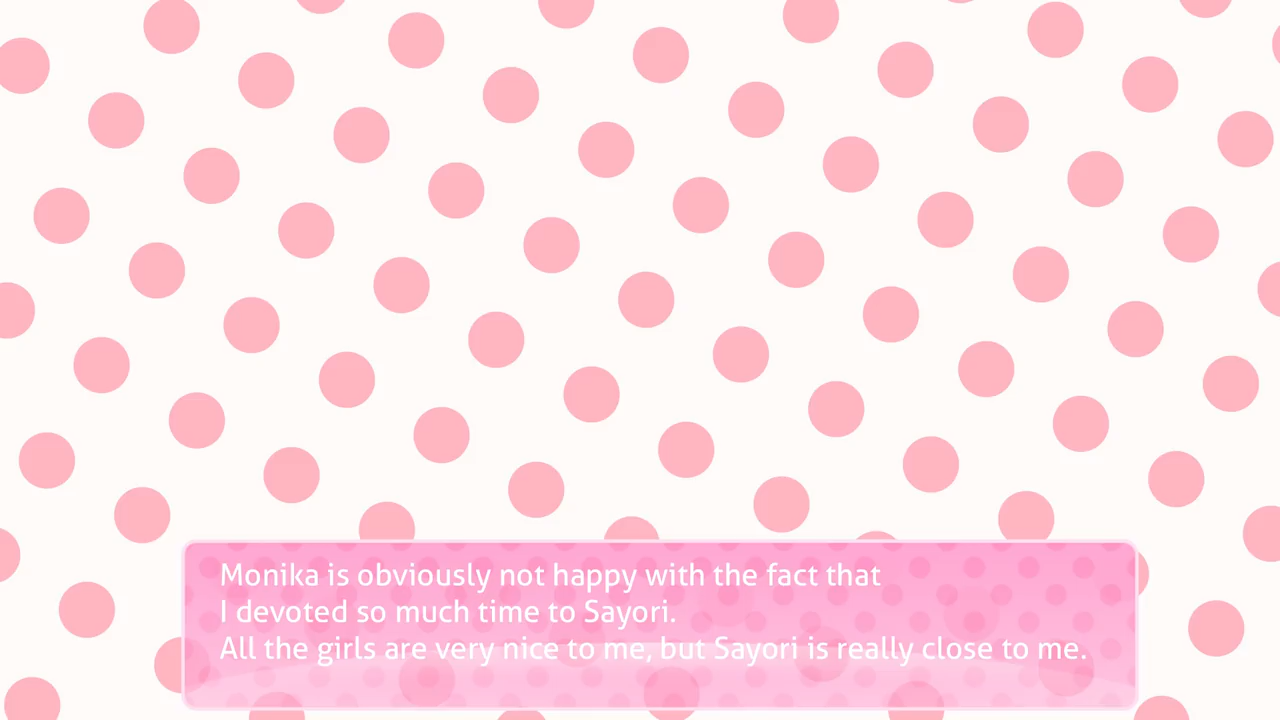 Monika is obviously not happy with the fact that
I devoted so much time to Sayori.
All the girls are very nice to me, but Sayori is really close to me.